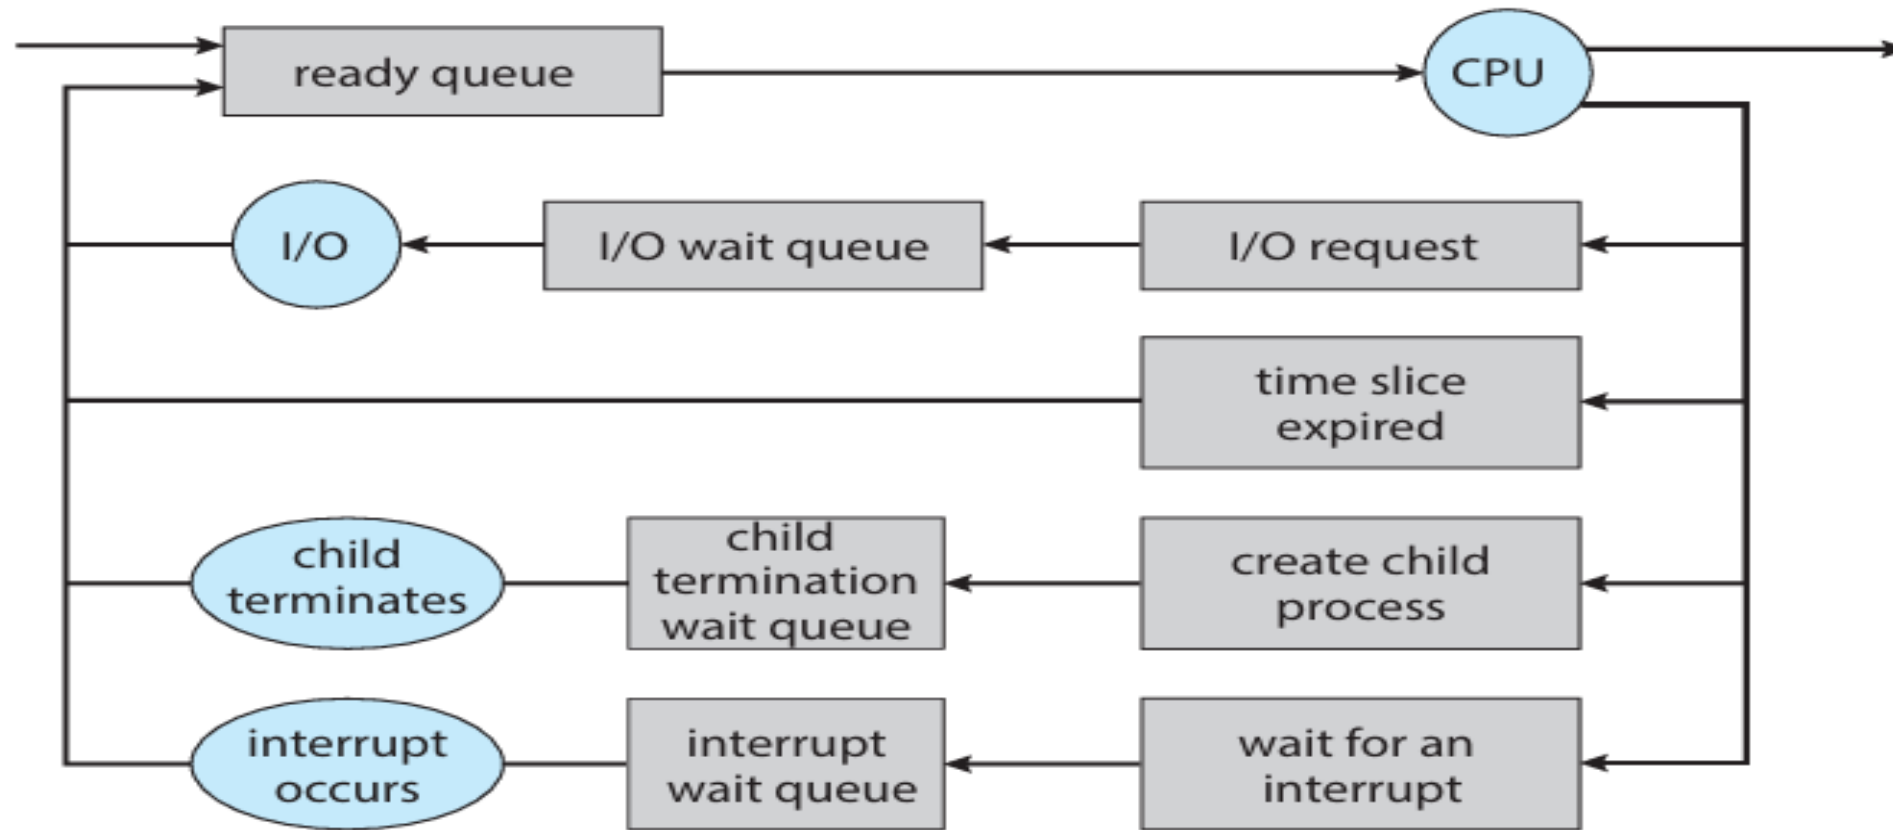 ready queue
CPU
I/O
I/O wait queue
I/O request
time slice
expired
child
terminates
child
termination
wait queue
create child
process
interrupt
occurs
interrupt
wait queue
wait for an
interrupt